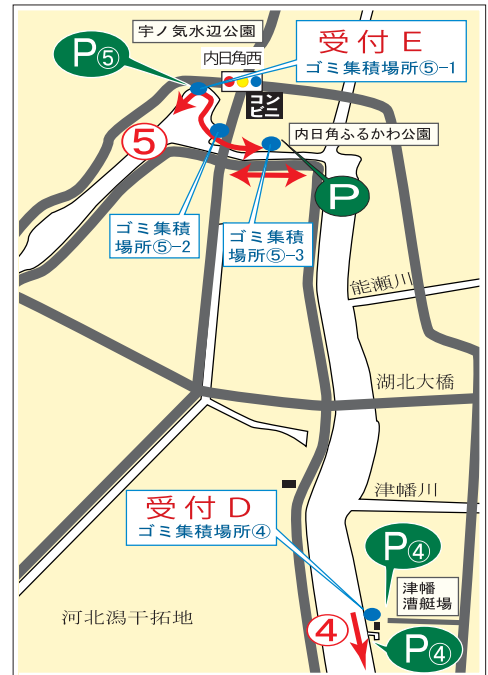 宇ノ気水辺公園
受付E
ゴミ集積場所⑤-1
P⑤
内日角西
コン
ビニ
内日角ふるかわ公園
⑤
P
ゴミ集積
場所⑤-2
ゴミ集積
場所⑤-3
能瀬川
湖北大橋
津幡川
受付D
ゴミ集積場所④
P④
津幡
漕艇場
河北潟干拓地
④
P④